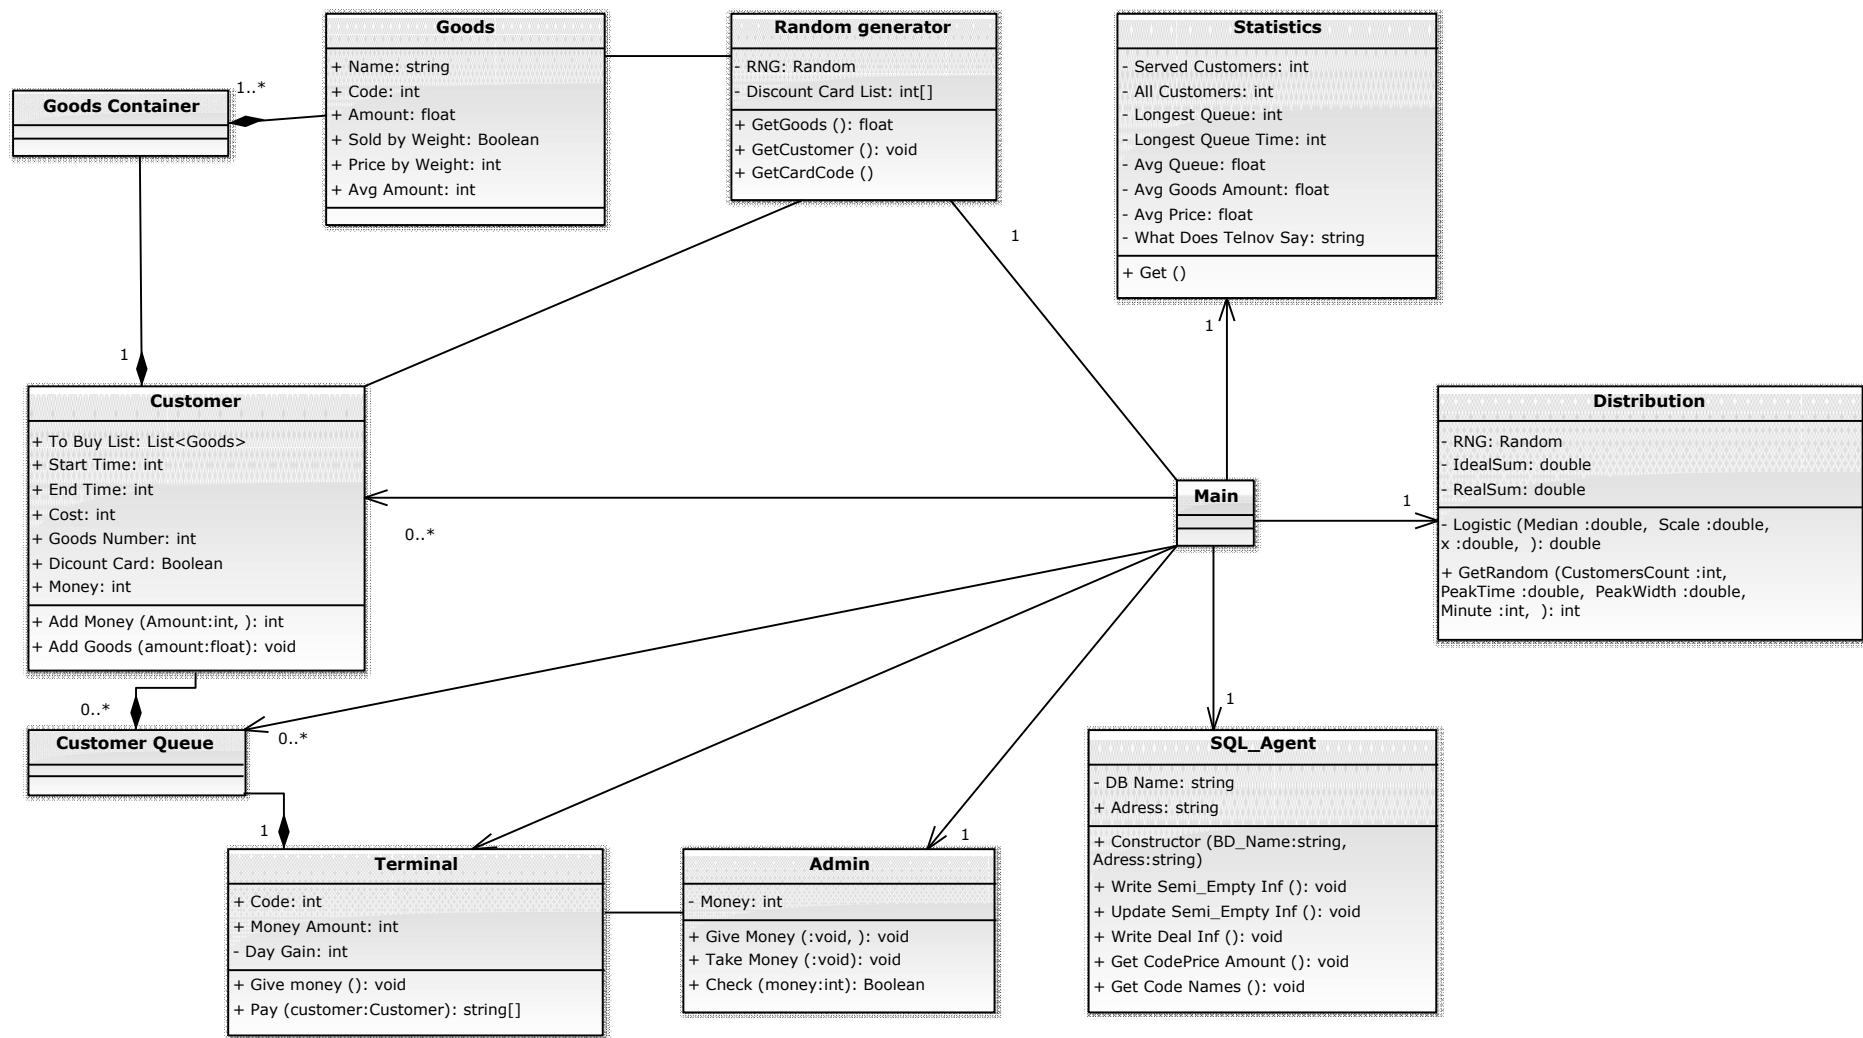 Goods
+ Name: string
+ Code: int
+ Amount: float
+ Sold by Weight: Boolean
+ Price by Weight: int
+ Avg Amount: int
Random generator
- RNG: Random
- Discount Card List: int[]
+ GetGoods (): float
+ GetCustomer (): void
+ GetCardCode ()
Statistics
- Served Customers: int
- All Customers: int
- Longest Queue: int
- Longest Queue Time: int
- Avg Queue: float
- Avg Goods Amount: float
- Avg Price: float
- What Does Telnov Say: string
+ Get ()
Goods Container
1..*
1
1
1
Customer
+ To Buy List: List<Goods>
+ Start Time: int
+ End Time: int
+ Cost: int
+ Goods Number: int
+ Dicount Card: Boolean
+ Money: int
+ Add Money (Amount:int, ): int
+ Add Goods (amount:float): void
0..*
Main
1
Distribution
- RNG: Random
- IdealSum: double
- RealSum: double
- Logistic (Median :double,  Scale :double,
x :double,  ): double
+ GetRandom (CustomersCount :int,
PeakTime :double,  PeakWidth :double,
Minute :int,  ): int
0..*
Customer Queue
0..*
1
1
1
Terminal
+ Code: int
+ Money Amount: int
- Day Gain: int
+ Give money (): void
+ Pay (customer:Customer): string[]
Admin
- Money: int
+ Give Money (:void, ): void
+ Take Money (:void): void
+ Check (money:int): Boolean
SQL_Agent
- DB Name: string
+ Adress: string
+ Constructor (BD_Name:string,
Adress:string)
+ Write Semi_Empty Inf (): void
+ Update Semi_Empty Inf (): void
+ Write Deal Inf (): void
+ Get CodePrice Amount (): void
+ Get Code Names (): void